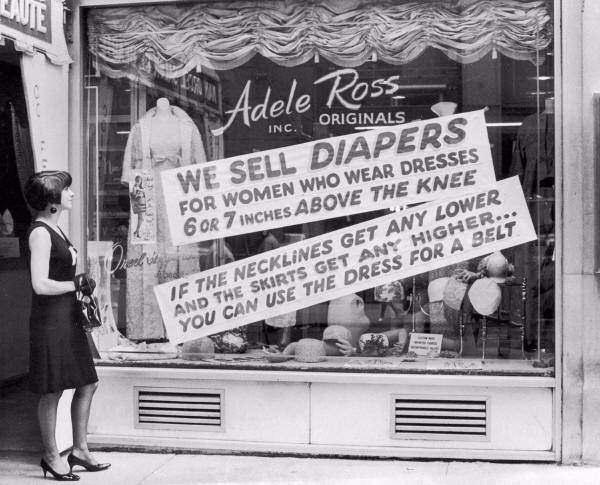 EAUTE
Adele Ross
INC. ORIGINALS
WE SELL DIAPERS
FOR WOMEN WHO WEAR DRESSES
6 OR 7 INCHES ABOVE THE KNEE
IF THE NECKLINES GET ANY LOWER
AND THE SKIRTS GET ANY HIGHER...
YOU CAN USE THE DRESS FOR A BELT